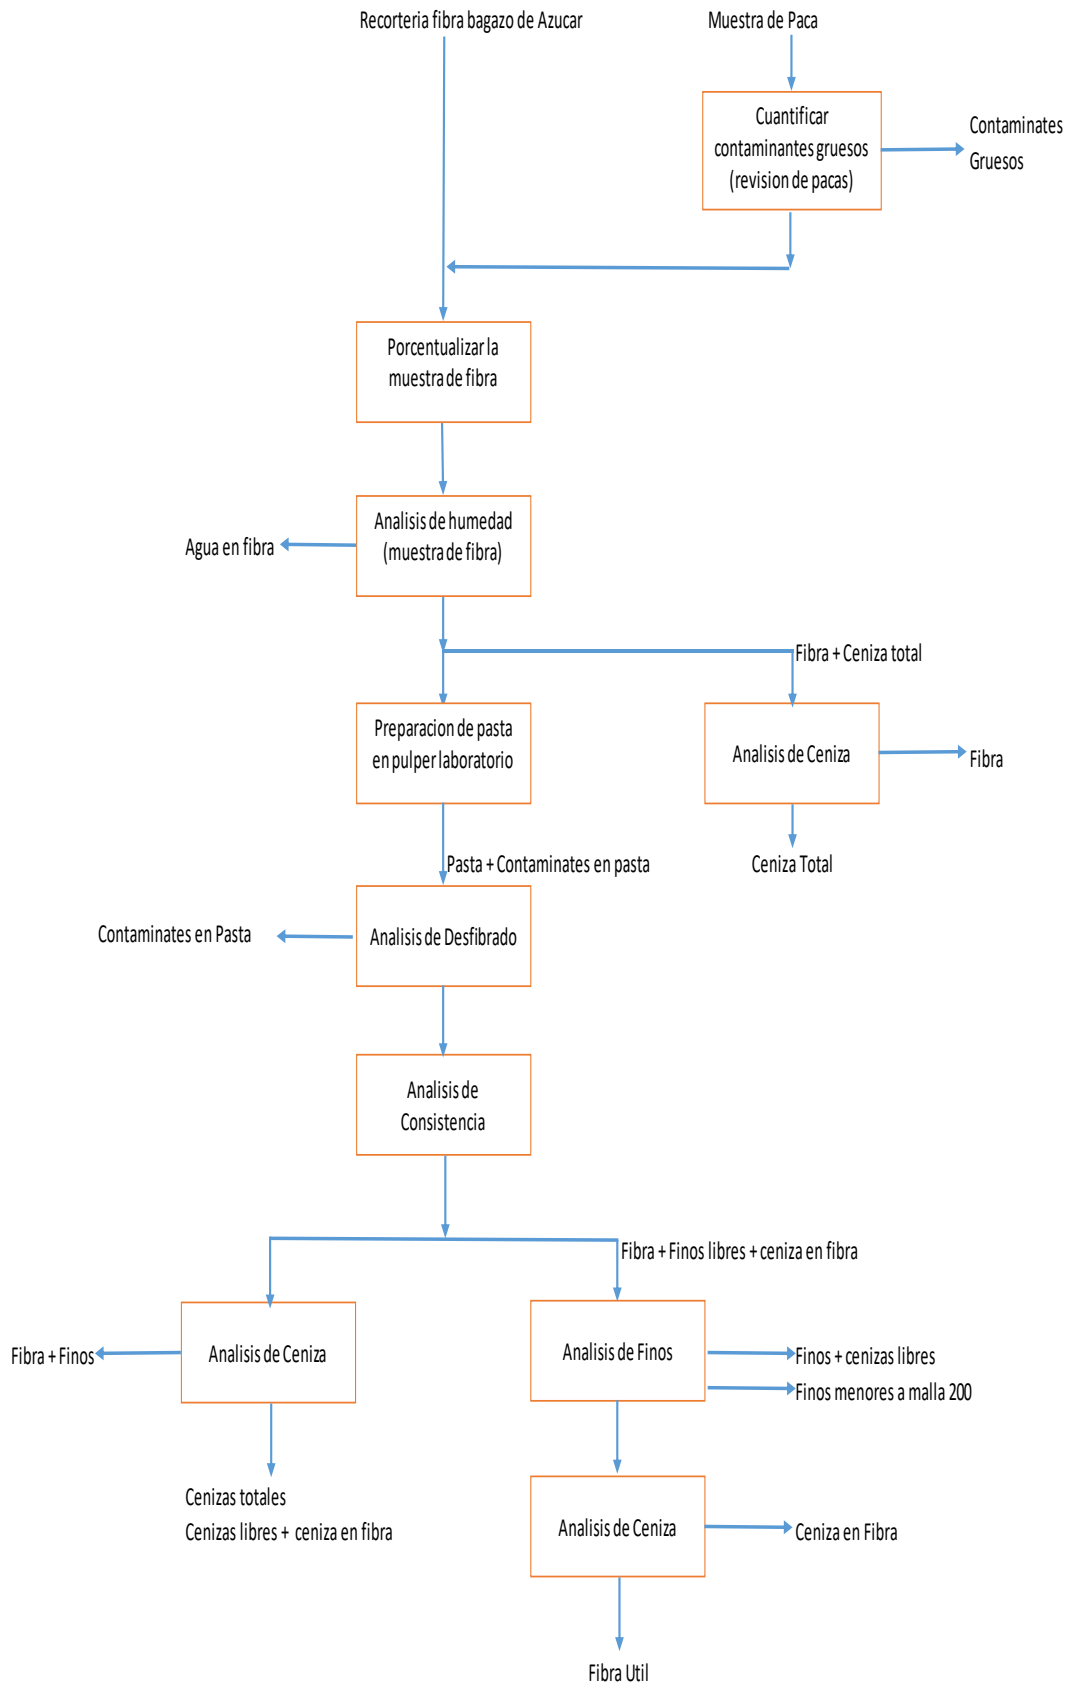 Recorteria fibra bagazo de Azucar
Muestra de Paca
Cuantificar
contaminantes gruesos
(revision de pacas)
Contaminates
Gruesos
Porcentualizar la
muestra de fibra
Analisis de humedad
(muestra de fibra)
Agua en fibra
Fibra + Ceniza total
Preparacion de pasta
en pulper laboratorio
Analisis de Ceniza
Fibra
Pasta + Contaminates en pasta
Ceniza Total
Contaminates en Pasta
Analisis de Desfibrado
Analisis de
Consistencia
Fibra + Finos libres + ceniza en fibra
Fibra + Finos
Analisis de Ceniza
Analisis de Finos
Finos + cenizas libres
Finos menores a malla 200
Cenizas totales
Cenizas libres + ceniza en fibra
Analisis de Ceniza
Ceniza en Fibra
Fibra Util